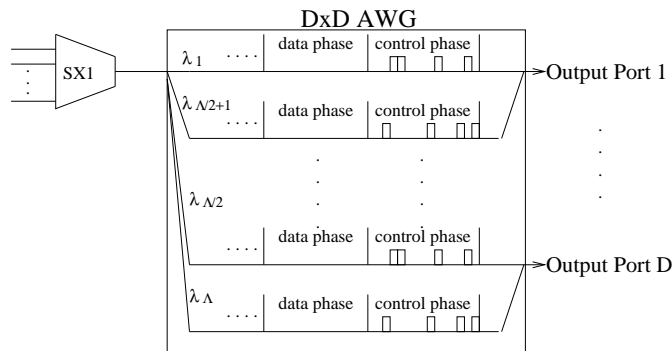 DxD AWG
SX1
λ 1 . . . . data phase control phase
Output Port 1
λ Λ/2+1 . . . . data phase control phase
λ Λ/2
. . . . data phase control phase
Output Port D
λ Λ
. . . . data phase control phase